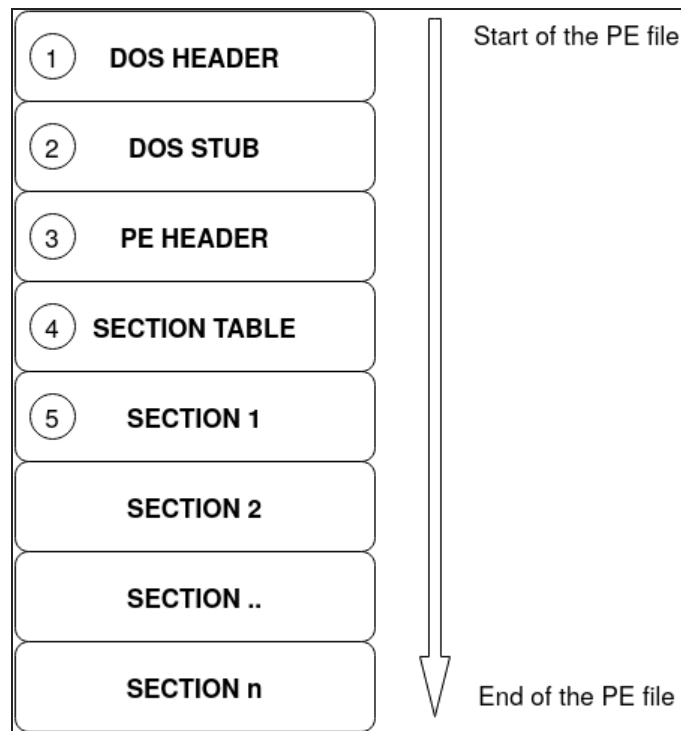 1 DOS HEADER
Start of the PE file
2 DOS STUB
3 PE HEADER
4 SECTION TABLE
5 SECTION 1
SECTION 2
SECTION ..
SECTION n
End of the PE file